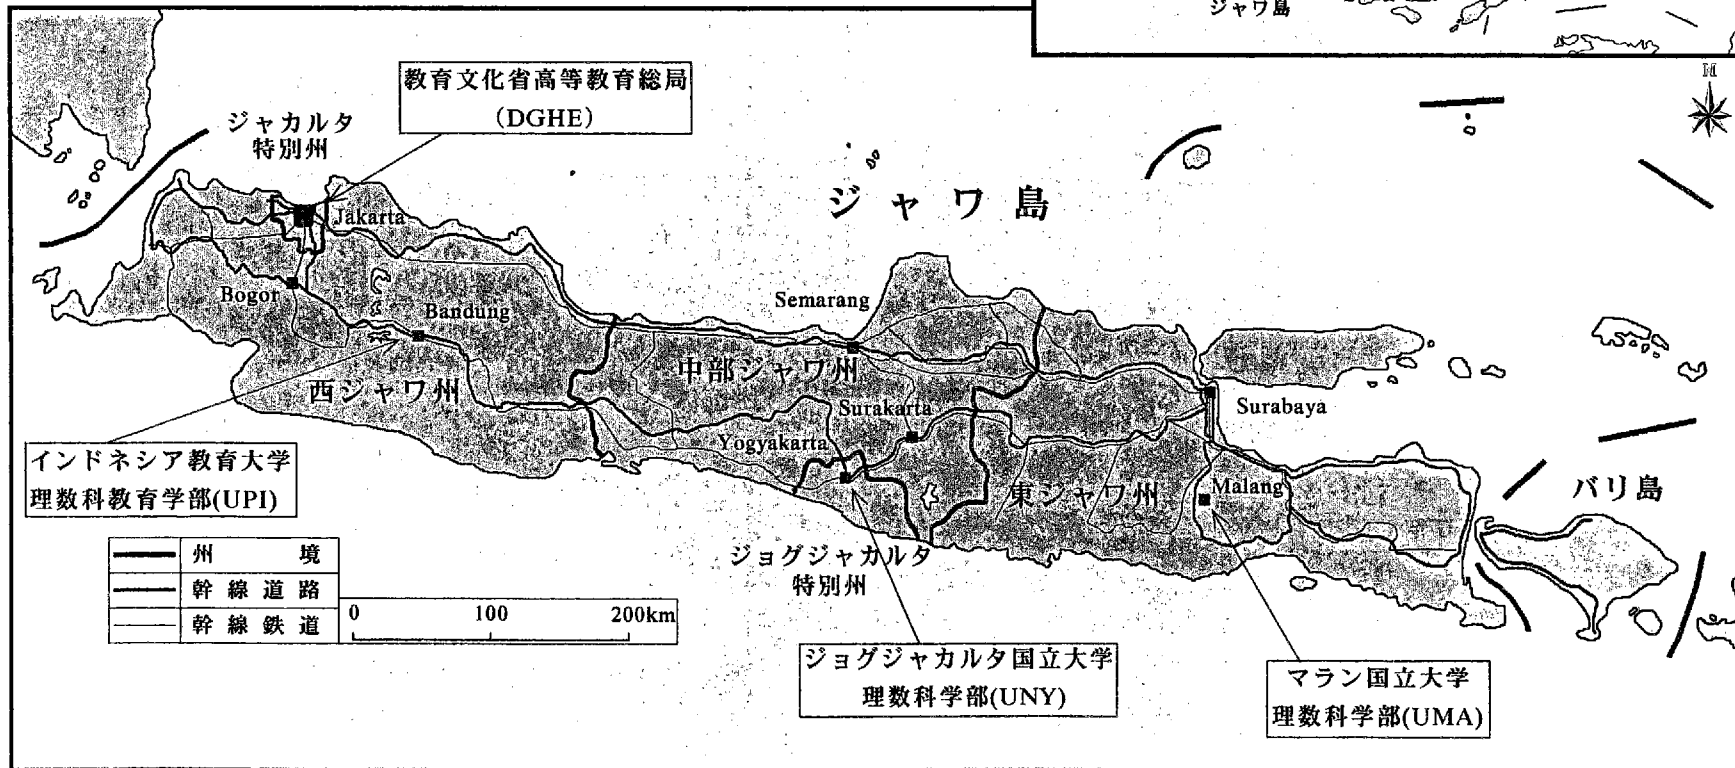 ジャワ島
教育文化省高等教育総局
(DGHE)
ジャカルタ
特別州
ジャワ島
Jakarta
Bogor
Bandung
Semarang
中部ジャワ州
西ジャワ州
Surakarta
Surabaya
Yogyakarta
インドネシア教育大学
理数科教育学部(UPI)
東ジャワ州
Malang
バリ島
州境
幹線道路
幹線鉄道
0 100 200km
ジョグジャカルタ
特別州
ジョグジャカルタ国立大学
理数科学部(UNY)
マラン国立大学
理数科学部(UMA)